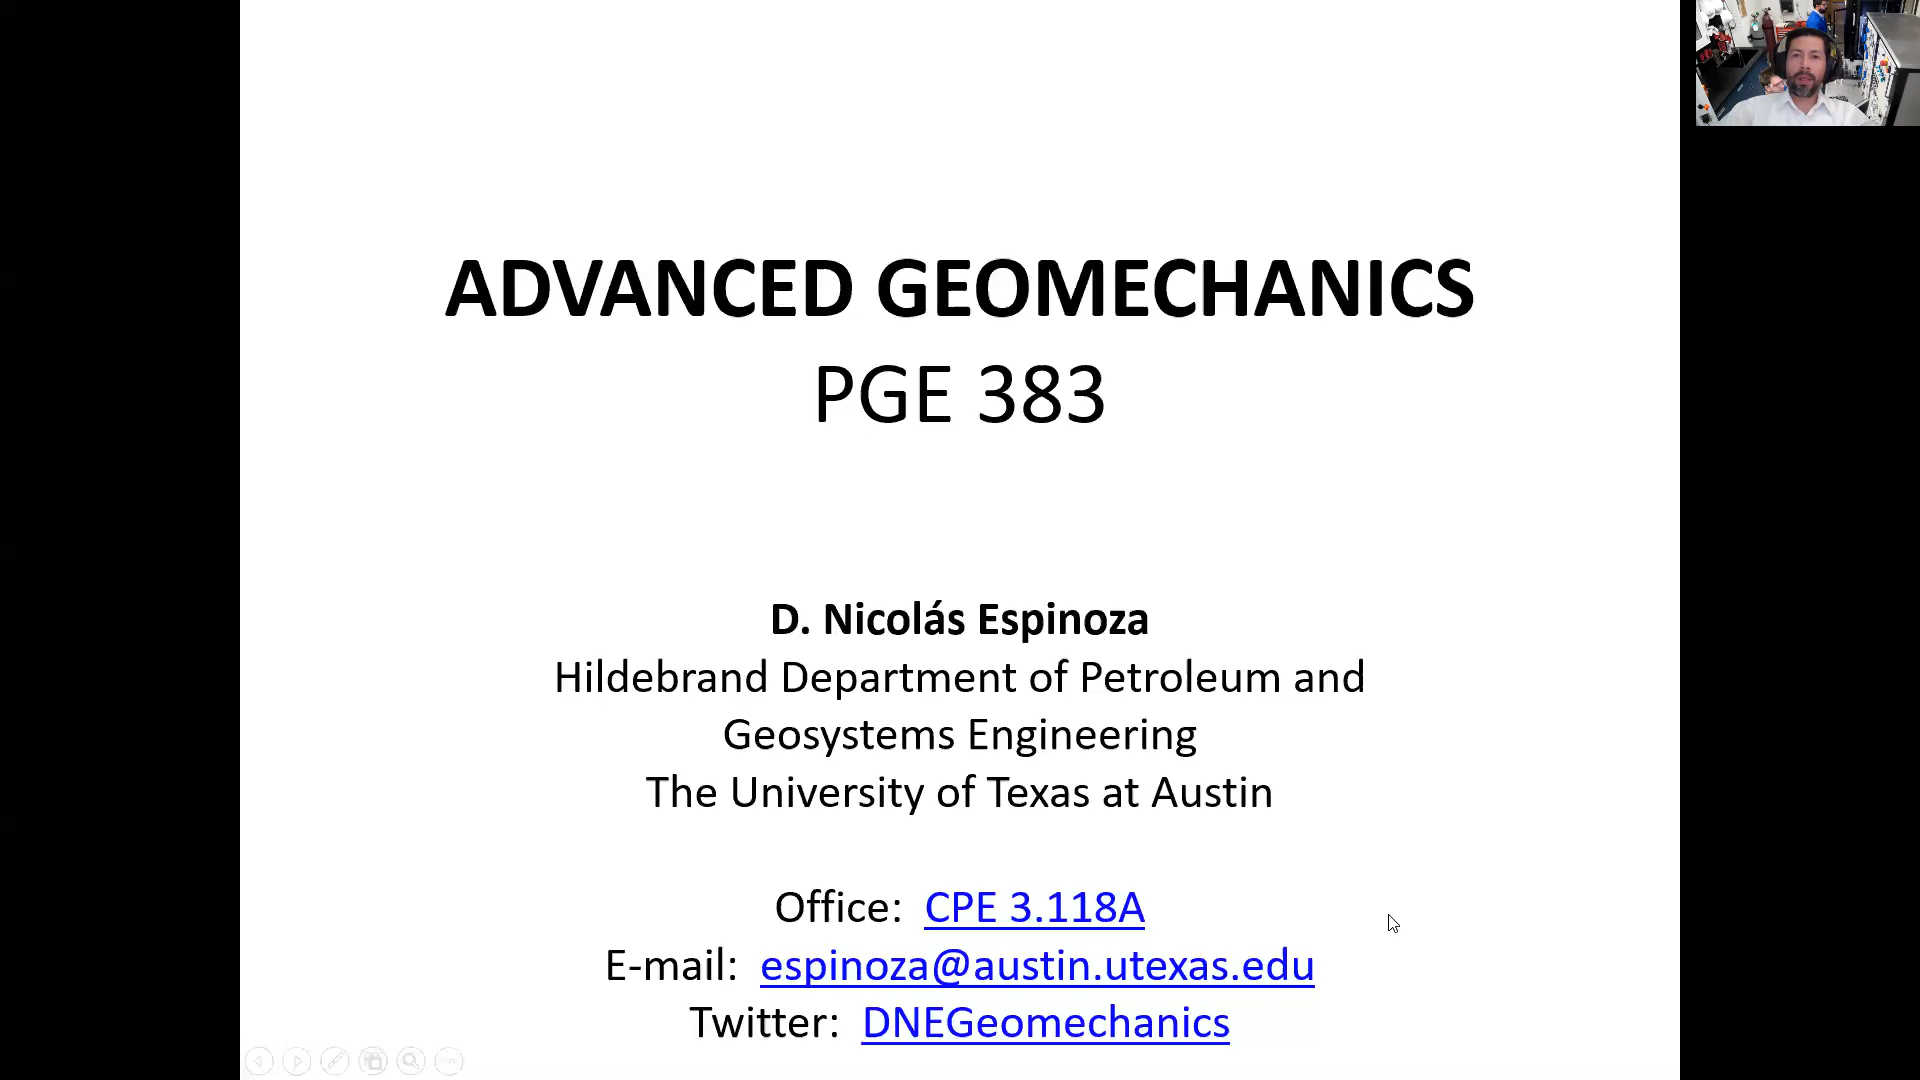 ADVANCED GEOMECHANICS
PGE 383
D. Nicolás Espinoza
Hildebrand Department of Petroleum and
Geosystems Engineering
The University of Texas at Austin
Office: CPE 3.118A
E-mail: espinoza@austin.utexas.edu
Twitter: DNEGeomechanics